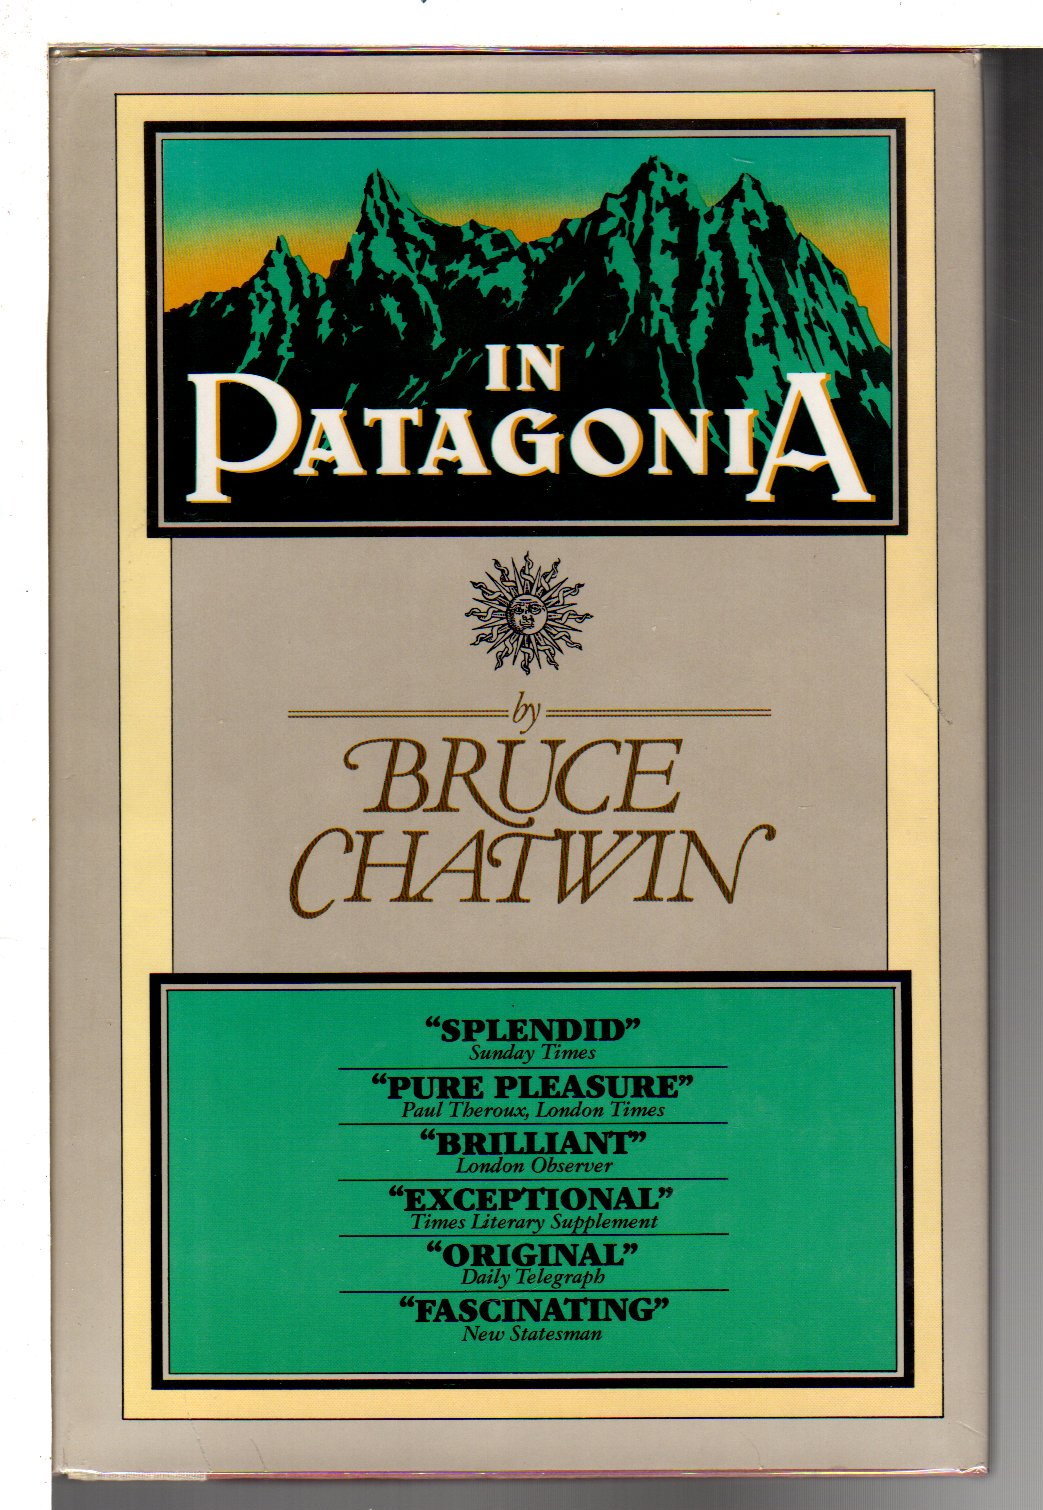 IN
PATAGONIA
by
BRUCE
CHATWIN
“SPLENDID”
Sunday Times
“PURE PLEASURE”
Paul Theroux, London Times
“BRILLIANT”
London Observer
“EXCEPTIONAL”
Times Literary Supplement
“ORIGINAL”
Daily Telegraph
“FASCINATING”
New Statesman